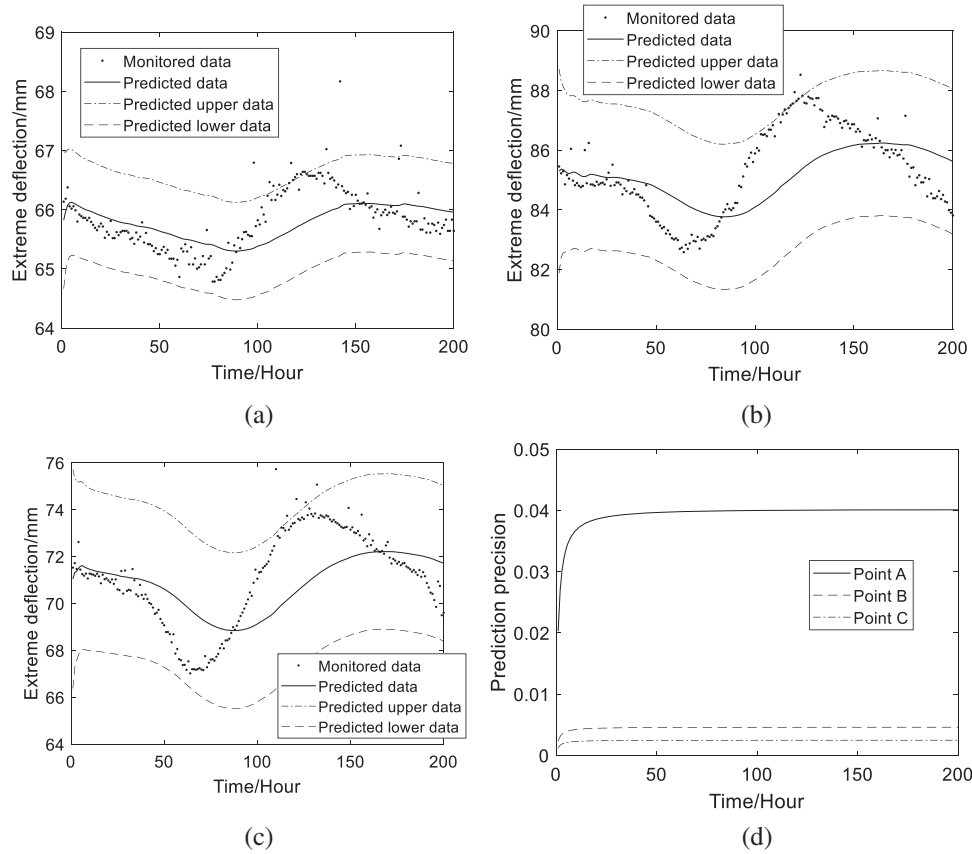 69
68
67
66
65
64
0
50
100
150
200
Extreme deflection/mm
Time/Hour
Monitored data
Predicted data
Predicted upper data
Predicted lower data
(a)
90
88
86
84
82
80
0
50
100
150
200
Extreme deflection/mm
Time/Hour
Monitored data
Predicted data
Predicted upper data
Predicted lower data
(b)
76
74
72
70
68
66
64
0
50
100
150
200
Extreme deflection/mm
Time/Hour
Monitored data
Predicted data
Predicted upper data
Predicted lower data
(c)
0.05
0.04
0.03
0.02
0.01
0
0
50
100
150
200
Prediction precision
Time/Hour
Point A
Point B
Point C
(d)